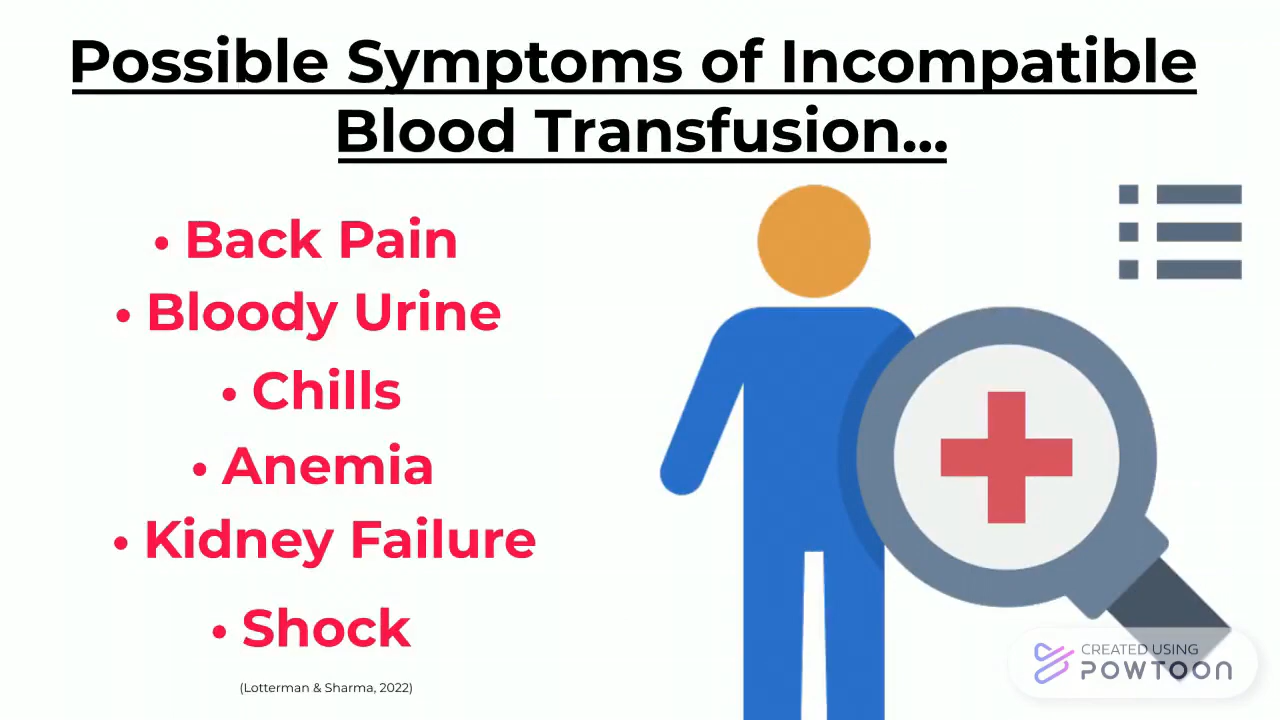 Possible Symptoms of Incompatible
Blood Transfusion...
• Back Pain
• Bloody Urine
• Chills
• Anemia
• Kidney Failure
• Shock
(Lotterman & Sharma, 2022)
CREATED USING
POWTOON